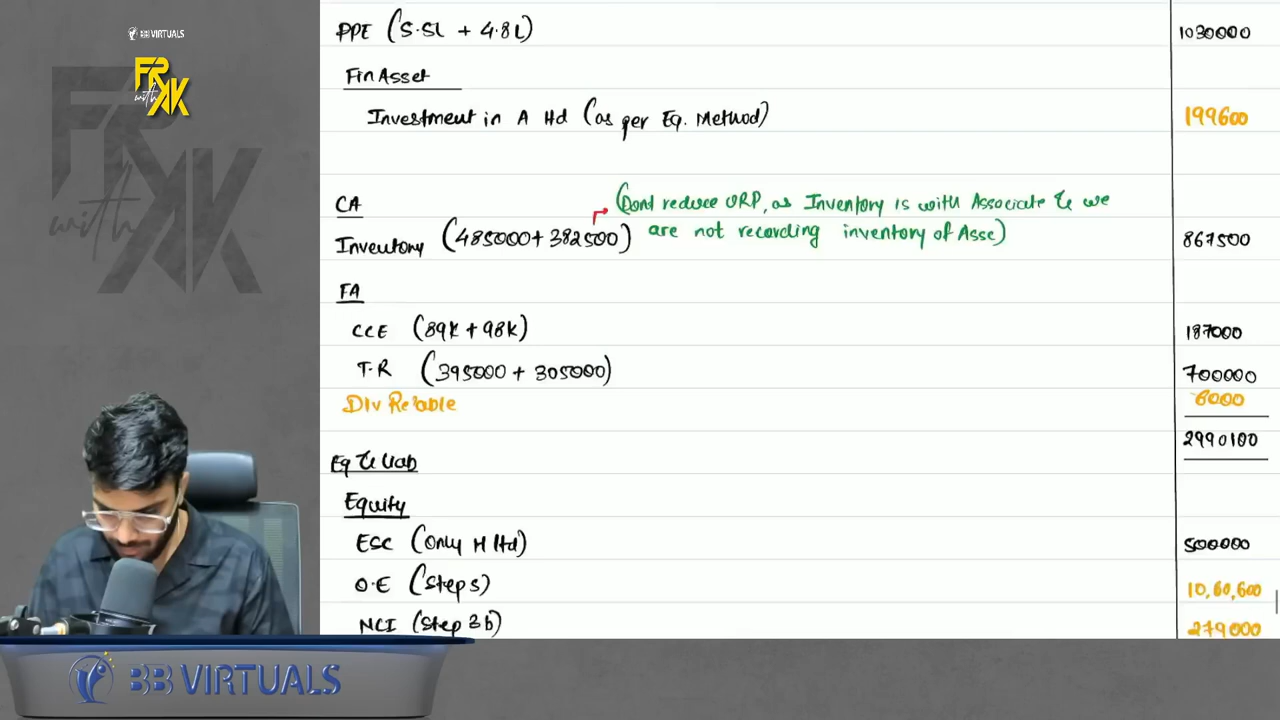 BB VIRTUALS
FR
with AK
PPE (5.5L + 4.8L) 1030000
Fin Asset
Investment in A Ltd (as per Eq. Method) 199600
(Dont reduce URP, as Inventory is with Associate & we
CA
are not recording inventory of Asso)
Inventory (485000+382500) 867500
FA
CCE (89K + 98K) 187000
T.R (395000 + 305000) 700000
Div Re'able 6000
2990100
Eq & Liab
Equity
ESC (Only H ltd) 500000
O.E (Step 5) 10,60,600
NCI (Step 3b) 279000
BB VIRTUALS